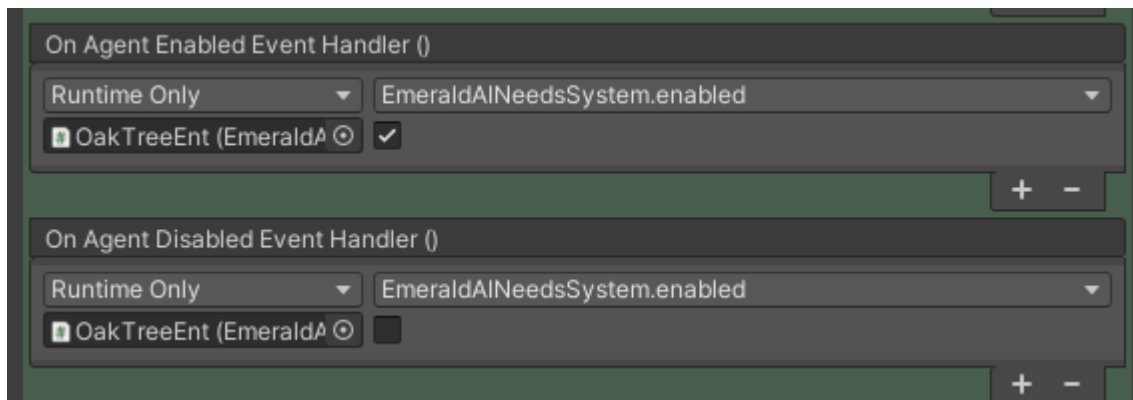 On Agent Enabled Event Handler ()
Runtime Only EmeraldAINeedsSystem.enabled
OakTreeEnt (EmeraldA
+ −
On Agent Disabled Event Handler ()
Runtime Only EmeraldAINeedsSystem.enabled
OakTreeEnt (EmeraldA
+ −